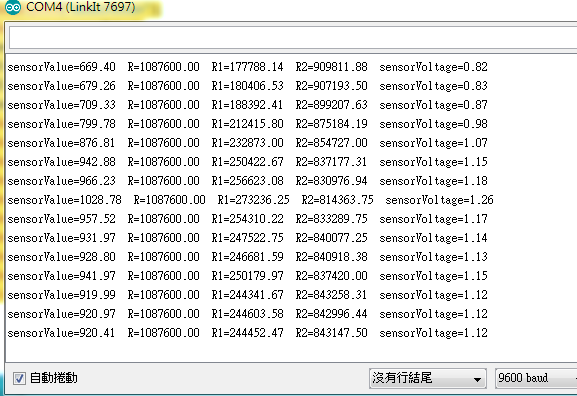 COM4 (LinkIt 7697)
sensorValue=669.40 R=1087600.00 R1=177788.14 R2=909811.88 sensorVoltage=0.82
sensorValue=679.26 R=1087600.00 R1=180406.53 R2=907193.50 sensorVoltage=0.83
sensorValue=709.33 R=1087600.00 R1=188392.41 R2=899207.63 sensorVoltage=0.87
sensorValue=799.78 R=1087600.00 R1=212415.80 R2=875184.19 sensorVoltage=0.98
sensorValue=876.81 R=1087600.00 R1=232873.00 R2=854727.00 sensorVoltage=1.07
sensorValue=942.88 R=1087600.00 R1=250422.67 R2=837177.31 sensorVoltage=1.15
sensorValue=966.23 R=1087600.00 R1=256623.08 R2=830976.94 sensorVoltage=1.18
sensorValue=1028.78 R=1087600.00 R1=273236.25 R2=814363.75 sensorVoltage=1.26
sensorValue=957.52 R=1087600.00 R1=254310.22 R2=833289.75 sensorVoltage=1.17
sensorValue=931.97 R=1087600.00 R1=247522.75 R2=840077.25 sensorVoltage=1.14
sensorValue=928.80 R=1087600.00 R1=246681.59 R2=840918.38 sensorVoltage=1.13
sensorValue=941.97 R=1087600.00 R1=250179.97 R2=837420.00 sensorVoltage=1.15
sensorValue=919.99 R=1087600.00 R1=244341.67 R2=843258.31 sensorVoltage=1.12
sensorValue=920.97 R=1087600.00 R1=244603.58 R2=842996.44 sensorVoltage=1.12
sensorValue=920.41 R=1087600.00 R1=244452.47 R2=843147.50 sensorVoltage=1.12
自動捲動 沒有行結尾 9600 baud